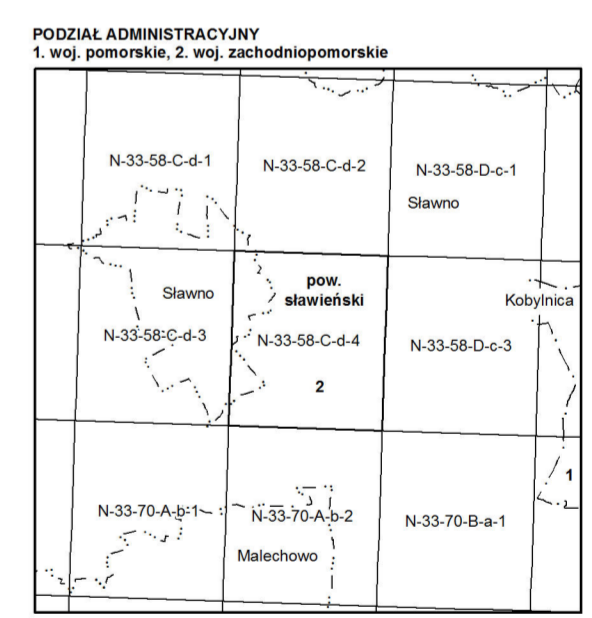 PODZIAŁ ADMINISTRACYJNY
1. woj. pomorskie, 2. woj. zachodniopomorskie
N-33-58-C-d-1
N-33-58-C-d-2
N-33-58-D-c-1
Sławno
Sławno
pow.
sławieński
Kobylnica
N-33-58-C-d-3
N-33-58-C-d-4
N-33-58-D-c-3
2
1
N-33-70-A-b-1
N-33-70-A-b-2
N-33-70-B-a-1
Malechowo